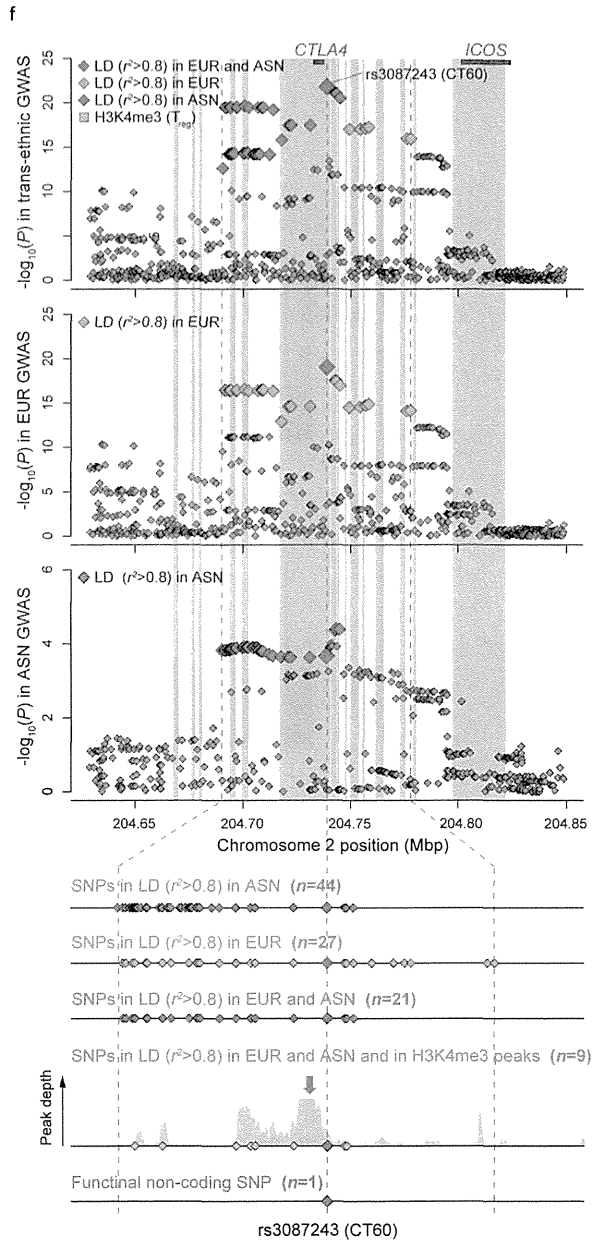 f
CTLA4
ICOS
25
20
15
10
5
0
-log10(P) in trans-ethnic GWAS
LD (r²>0.8) in EUR and ASN
LD (r²>0.8) in EUR
LD (r²>0.8) in ASN
H3K4me3 (Treg)
rs3087243 (CT60)
25
20
15
10
5
0
-log10(P) in EUR GWAS
LD (r²>0.8) in EUR
6
4
2
0
-log10(P) in ASN GWAS
LD (r²>0.8) in ASN
204.65
204.70
204.75
204.80
204.85
Chromosome 2 position (Mbp)
SNPs in LD (r²>0.8) in ASN (n=44)
SNPs in LD (r²>0.8) in EUR (n=27)
SNPs in LD (r²>0.8) in EUR and ASN (n=21)
SNPs in LD (r²>0.8) in EUR and ASN and in H3K4me3 peaks (n=9)
Peak depth
Functinal non-coding SNP (n=1)
rs3087243 (CT60)